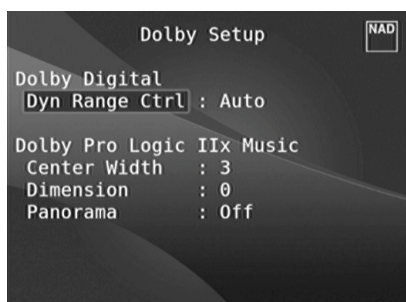 Dolby Setup
NAD
Dolby Digital
Dyn Range Ctrl : Auto
Dolby Pro Logic IIx Music
Center Width : 3
Dimension : 0
Panorama : Off